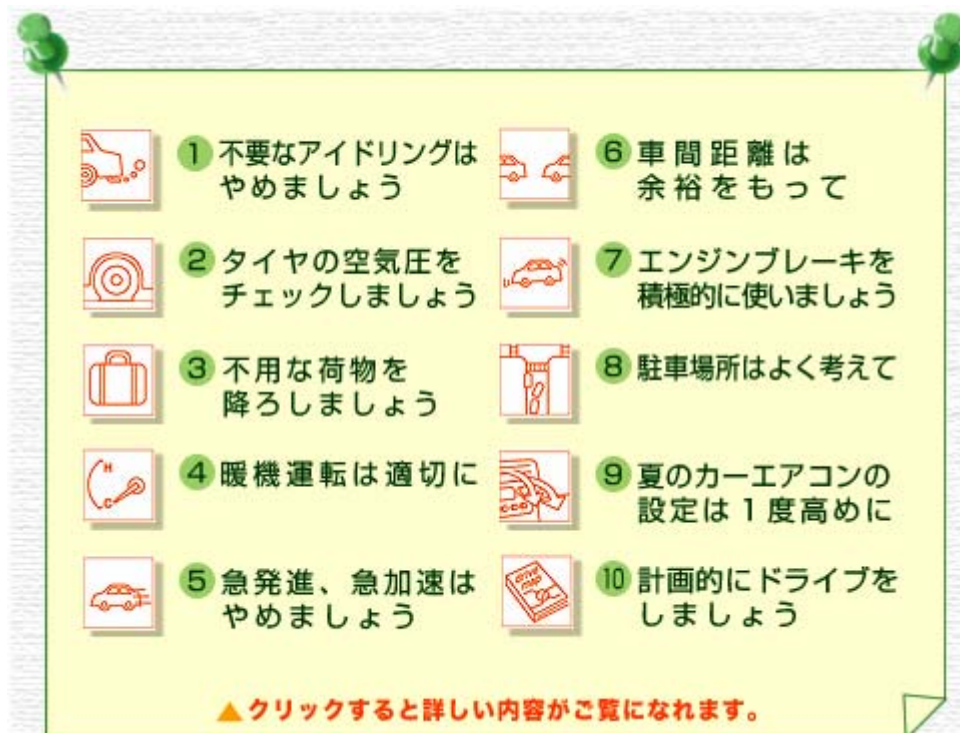 1 不要なアイドリングは
やめましょう
2 タイヤの空気圧を
チェックしましょう
3 不用な荷物を
降ろしましょう
4 暖機運転は適切に
5 急発進、急加速は
やめましょう
6 車間距離は
余裕をもって
7 エンジンブレーキを
積極的に使いましょう
8 駐車場所はよく考えて
9 夏のカーエアコンの
設定は1度高めに
10 計画的にドライブを
しましょう
H
C
drive
map
▲クリックすると詳しい内容がご覧になれます。